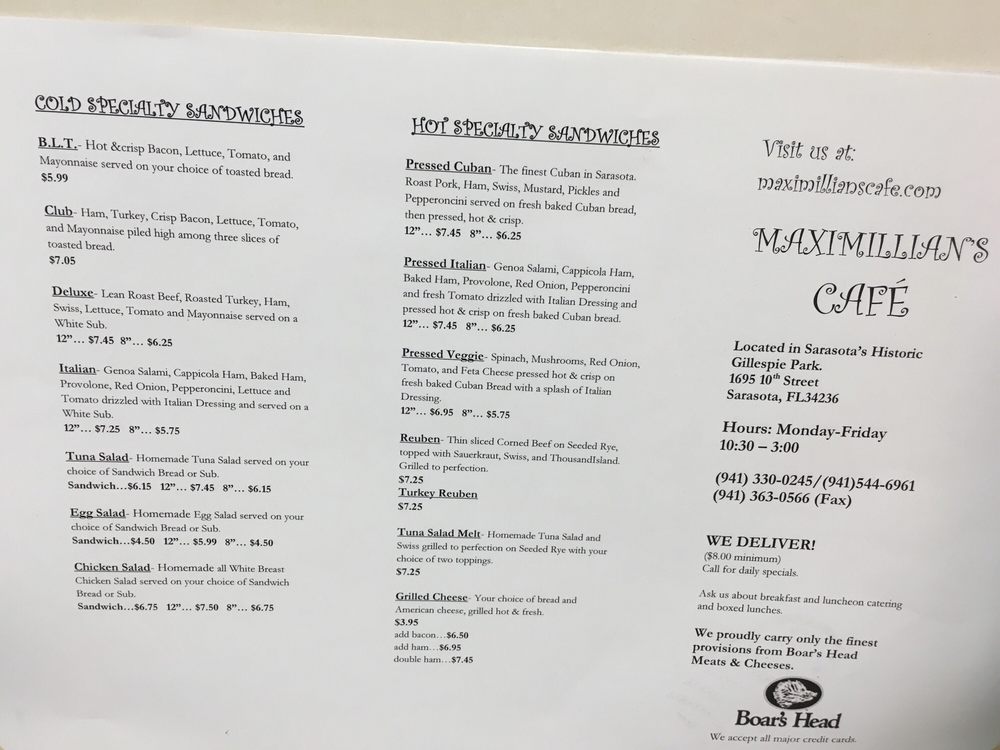 COLD SPECIALTY SANDWICHES
B.L.T.- Hot &crisp Bacon, Lettuce, Tomato, and
Mayonnaise served on your choice of toasted bread.
$5.99
Club- Ham, Turkey, Crisp Bacon, Lettuce, Tomato,
and Mayonnaise piled high among three slices of
toasted bread.
$7.05
Deluxe- Lean Roast Beef, Roasted Turkey, Ham,
Swiss, Lettuce, Tomato and Mayonnaise served on a
White Sub.
12"... $7.45 8"... $6.25
Italian- Genoa Salami, Cappicola Ham, Baked Ham,
Provolone, Red Onion, Pepperoncini, Lettuce and
Tomato drizzled with Italian Dressing and served on a
White Sub.
12"... $7.25 8"... $5.75
Tuna Salad- Homemade Tuna Salad served on your
choice of Sandwich Bread or Sub.
Sandwich...$6.15 12"... $7.45 8"... $6.15
Egg Salad- Homemade Egg Salad served on your
choice of Sandwich Bread or Sub.
Sandwich...$4.50 12"... $5.99 8"... $4.50
Chicken Salad- Homemade all White Breast
Chicken Salad served on your choice of Sandwich
Bread or Sub.
Sandwich...$6.75 12"... $7.50 8"... $6.75
HOT SPECIALTY SANDWICHES
Pressed Cuban- The finest Cuban in Sarasota.
Roast Pork, Ham, Swiss, Mustard, Pickles and
Pepperoncini served on fresh baked Cuban bread,
then pressed, hot & crisp.
12"... $7.45 8"... $6.25
Pressed Italian- Genoa Salami, Cappicola Ham,
Baked Ham, Provolone, Red Onion, Pepperoncini
and fresh Tomato drizzled with Italian Dressing and
pressed hot & crisp on fresh baked Cuban bread.
12"... $7.45 8"... $6.25
Pressed Veggie- Spinach, Mushrooms, Red Onion,
Tomato, and Feta Cheese pressed hot & crisp on
fresh baked Cuban Bread with a splash of Italian
Dressing.
12"... $6.95 8"... $5.75
Reuben- Thin sliced Corned Beef on Seeded Rye,
topped with Sauerkraut, Swiss, and ThousandIsland.
Grilled to perfection.
$7.25
Turkey Reuben
$7.25
Tuna Salad Melt- Homemade Tuna Salad and
Swiss grilled to perfection on Seeded Rye with your
choice of two toppings.
$7.25
Grilled Cheese- Your choice of bread and
American cheese, grilled hot & fresh.
$3.95
add bacon...$6.50
add ham...$6.95
double ham...$7.45
Visit us at:
maximillianscafe.com
MAXIMILLIAN'S
CAFÉ
Located in Sarasota's Historic
Gillespie Park.
1695 10th Street
Sarasota, FL34236
Hours: Monday-Friday
10:30 – 3:00
(941) 330-0245/(941)544-6961
(941) 363-0566 (Fax)
WE DELIVER!
($8.00 minimum)
Call for daily specials.
Ask us about breakfast and luncheon catering
and boxed lunches.
We proudly carry only the finest
provisions from Boar's Head
Meats & Cheeses.
Boar's Head
We accept all major credit cards.